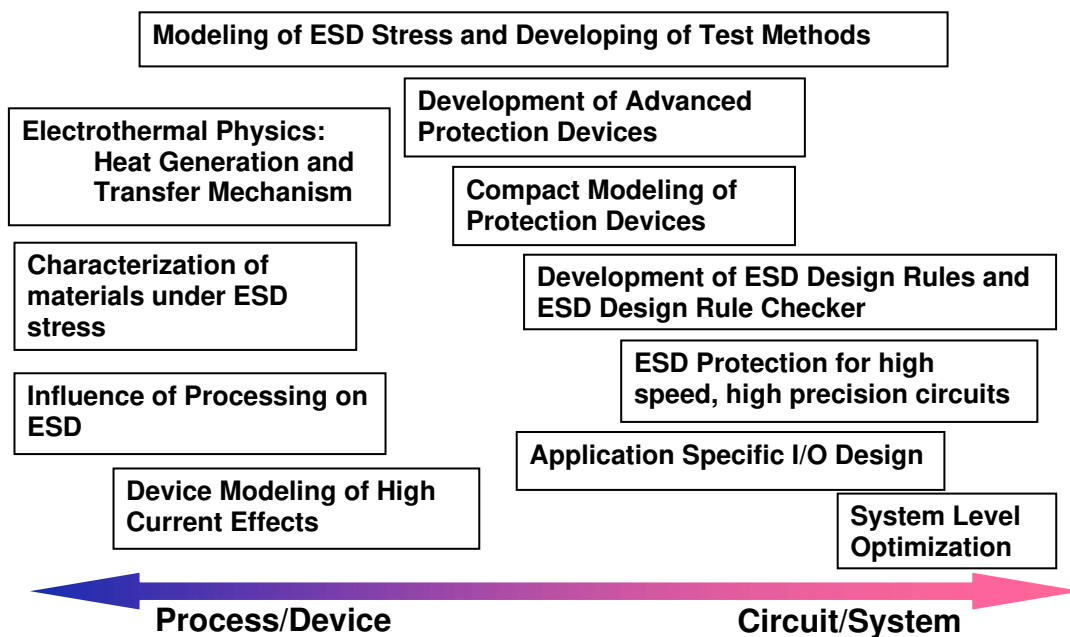 Modeling of ESD Stress and Developing of Test Methods
Development of Advanced
Protection Devices
Electrothermal Physics:
Heat Generation and
Transfer Mechanism
Compact Modeling of
Protection Devices
Characterization of
materials under ESD
stress
Development of ESD Design Rules and
ESD Design Rule Checker
ESD Protection for high
speed, high precision circuits
Influence of Processing on
ESD
Application Specific I/O Design
Device Modeling of High
Current Effects
System Level
Optimization
Process/Device
Circuit/System